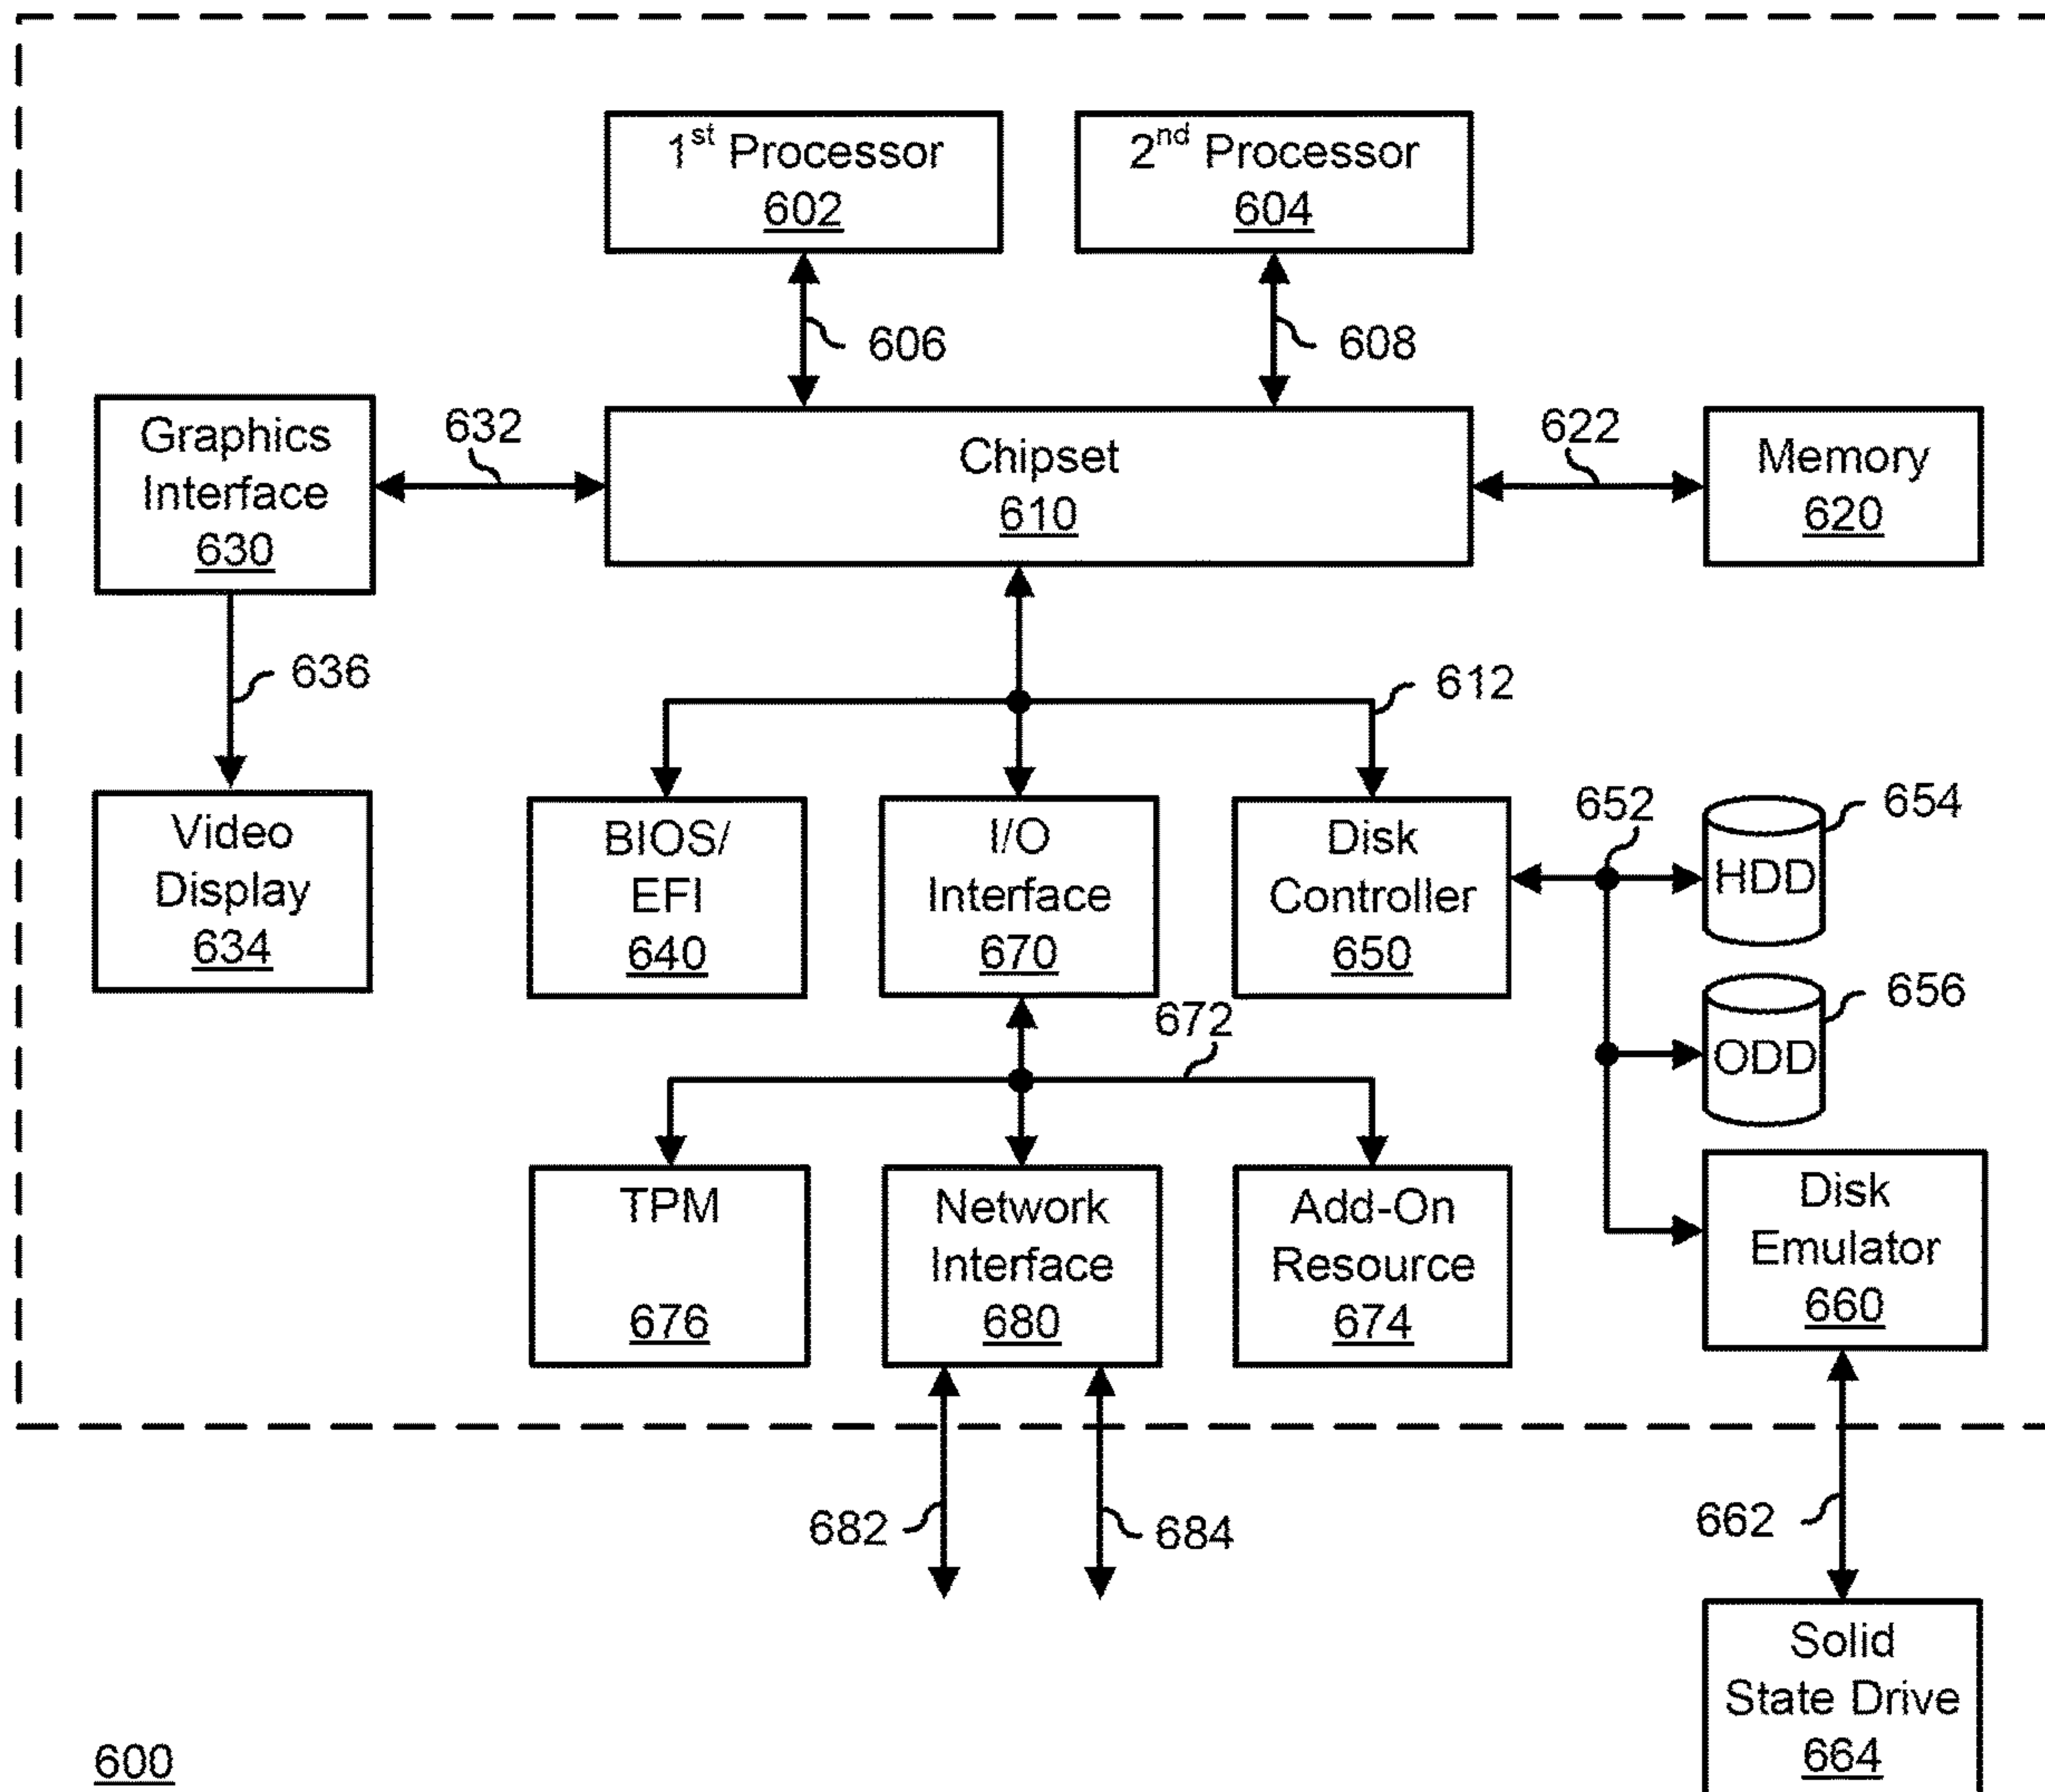 1st Processor
602
2nd Processor
604
606
608
Graphics
Interface
630
632
Chipset
610
622
Memory
620
636
612
Video
Display
634
BIOS/
EFI
640
I/O
Interface
670
Disk
Controller
650
652
HDD
654
ODD
656
672
TPM
676
Network
Interface
680
Add-On
Resource
674
Disk
Emulator
660
682
684
662
Solid
State Drive
664
600